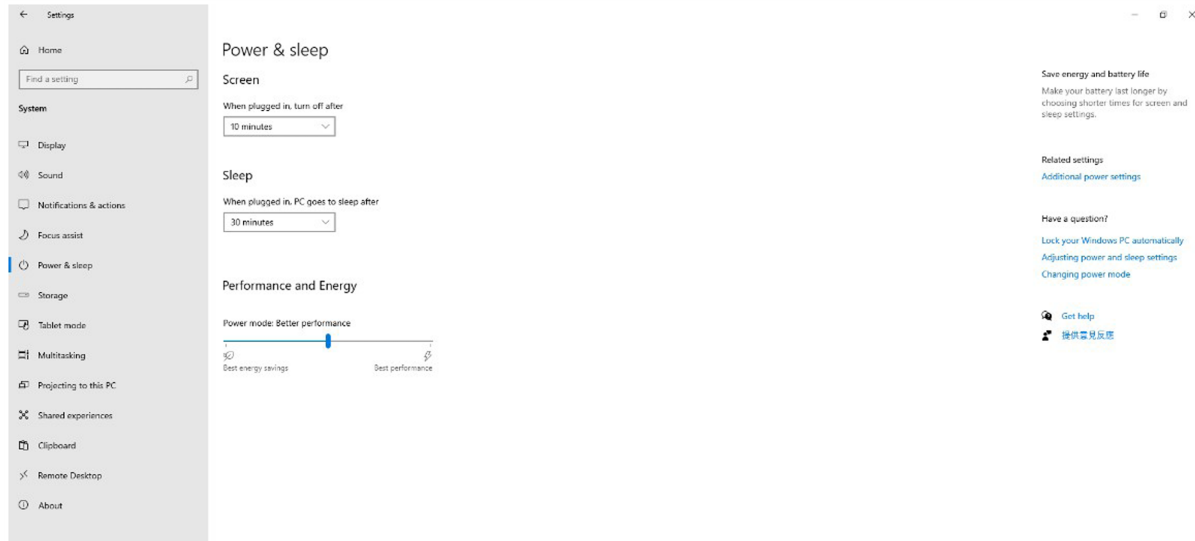 Settings
Home
Find a setting
System
Display
Sound
Notifications & actions
Focus assist
Power & sleep
Storage
Tablet mode
Multitasking
Projecting to this PC
Shared experiences
Clipboard
Remote Desktop
About
Power & sleep
Screen
When plugged in, turn off after
10 minutes
Sleep
When plugged in, PC goes to sleep after
30 minutes
Performance and Energy
Power mode: Better performance
Best energy savings
Best performance
Save energy and battery life
Make your battery last longer by
choosing shorter times for screen and
sleep settings.
Related settings
Additional power settings
Have a question?
Lock your Windows PC automatically
Adjusting power and sleep settings
Changing power mode
Get help
提供意見反應